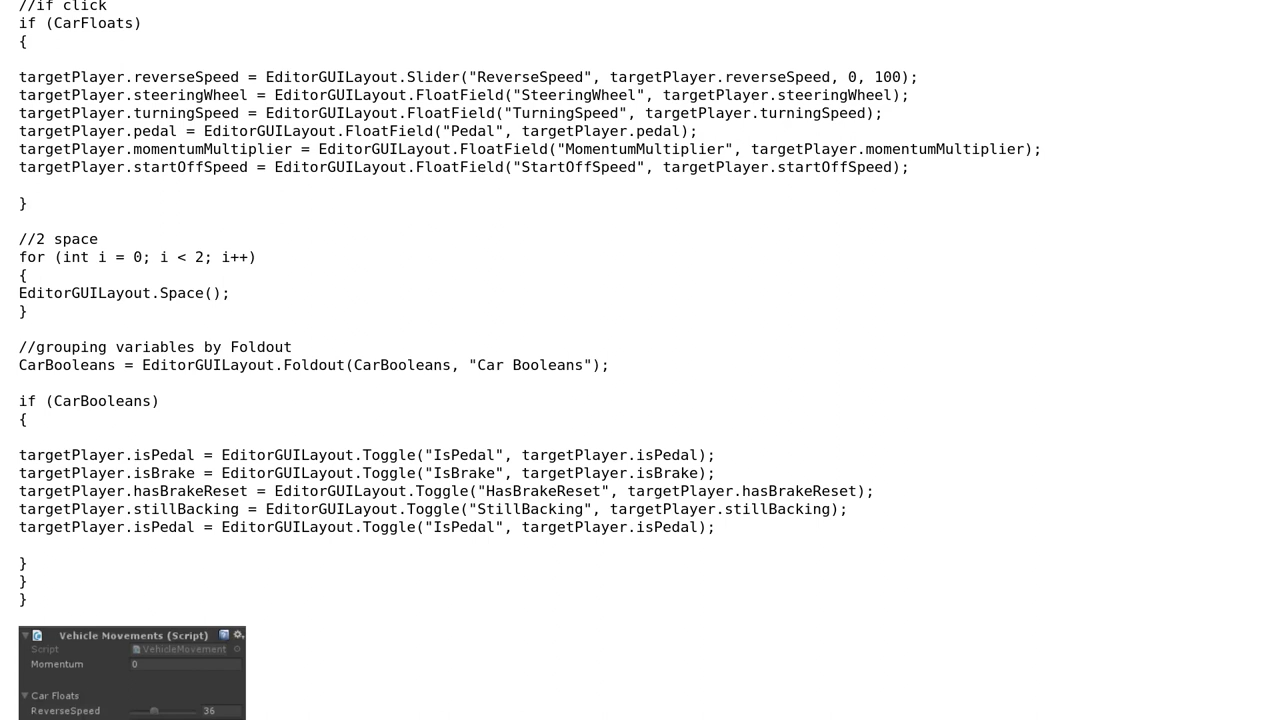 //if click
if (CarFloats)
{
targetPlayer.reverseSpeed = EditorGUILayout.Slider("ReverseSpeed", targetPlayer.reverseSpeed, 0, 100);
targetPlayer.steeringWheel = EditorGUILayout.FloatField("SteeringWheel", targetPlayer.steeringWheel);
targetPlayer.turningSpeed = EditorGUILayout.FloatField("TurningSpeed", targetPlayer.turningSpeed);
targetPlayer.pedal = EditorGUILayout.FloatField("Pedal", targetPlayer.pedal);
targetPlayer.momentumMultiplier = EditorGUILayout.FloatField("MomentumMultiplier", targetPlayer.momentumMultiplier);
targetPlayer.startOffSpeed = EditorGUILayout.FloatField("StartOffSpeed", targetPlayer.startOffSpeed);
}
//2 space
for (int i = 0; i < 2; i++)
{
EditorGUILayout.Space();
}
//grouping variables by Foldout
CarBooleans = EditorGUILayout.Foldout(CarBooleans, "Car Booleans");
if (CarBooleans)
{
targetPlayer.isPedal = EditorGUILayout.Toggle("IsPedal", targetPlayer.isPedal);
targetPlayer.isBrake = EditorGUILayout.Toggle("IsBrake", targetPlayer.isBrake);
targetPlayer.hasBrakeReset = EditorGUILayout.Toggle("HasBrakeReset", targetPlayer.hasBrakeReset);
targetPlayer.stillBacking = EditorGUILayout.Toggle("StillBacking", targetPlayer.stillBacking);
targetPlayer.isPedal = EditorGUILayout.Toggle("IsPedal", targetPlayer.isPedal);
}
}
}
Vehicle Movements (Script)
Script VehicleMovement
Momentum 0
Car Floats
ReverseSpeed 36